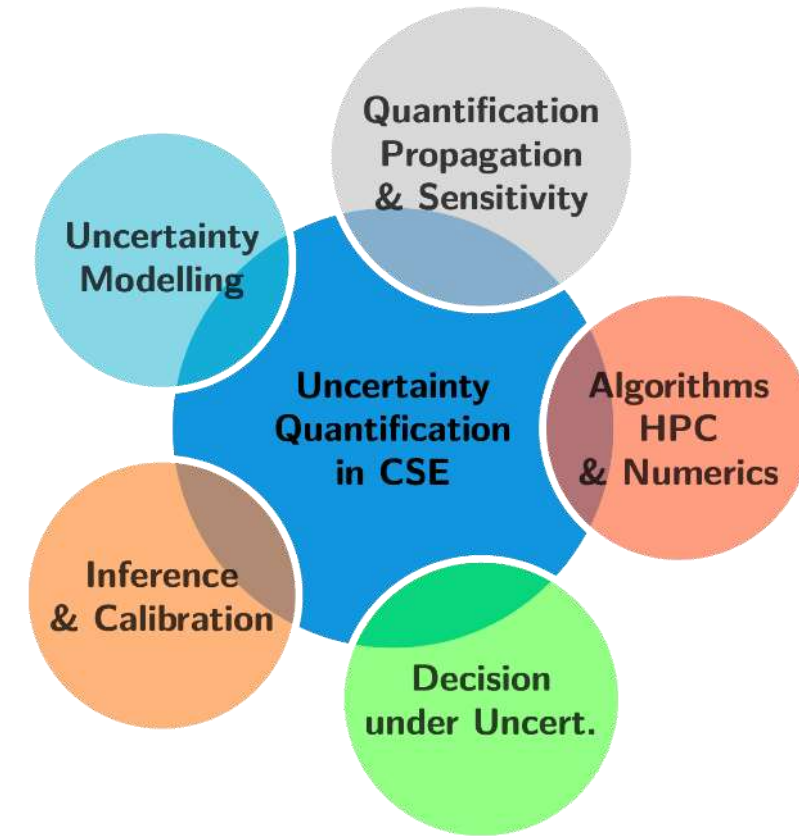 Quantification
Propagation
& Sensitivity
Uncertainty
Modelling
Uncertainty
Quantification
in CSE
Algorithms
HPC
& Numerics
Inference
& Calibration
Decision
under Uncert.